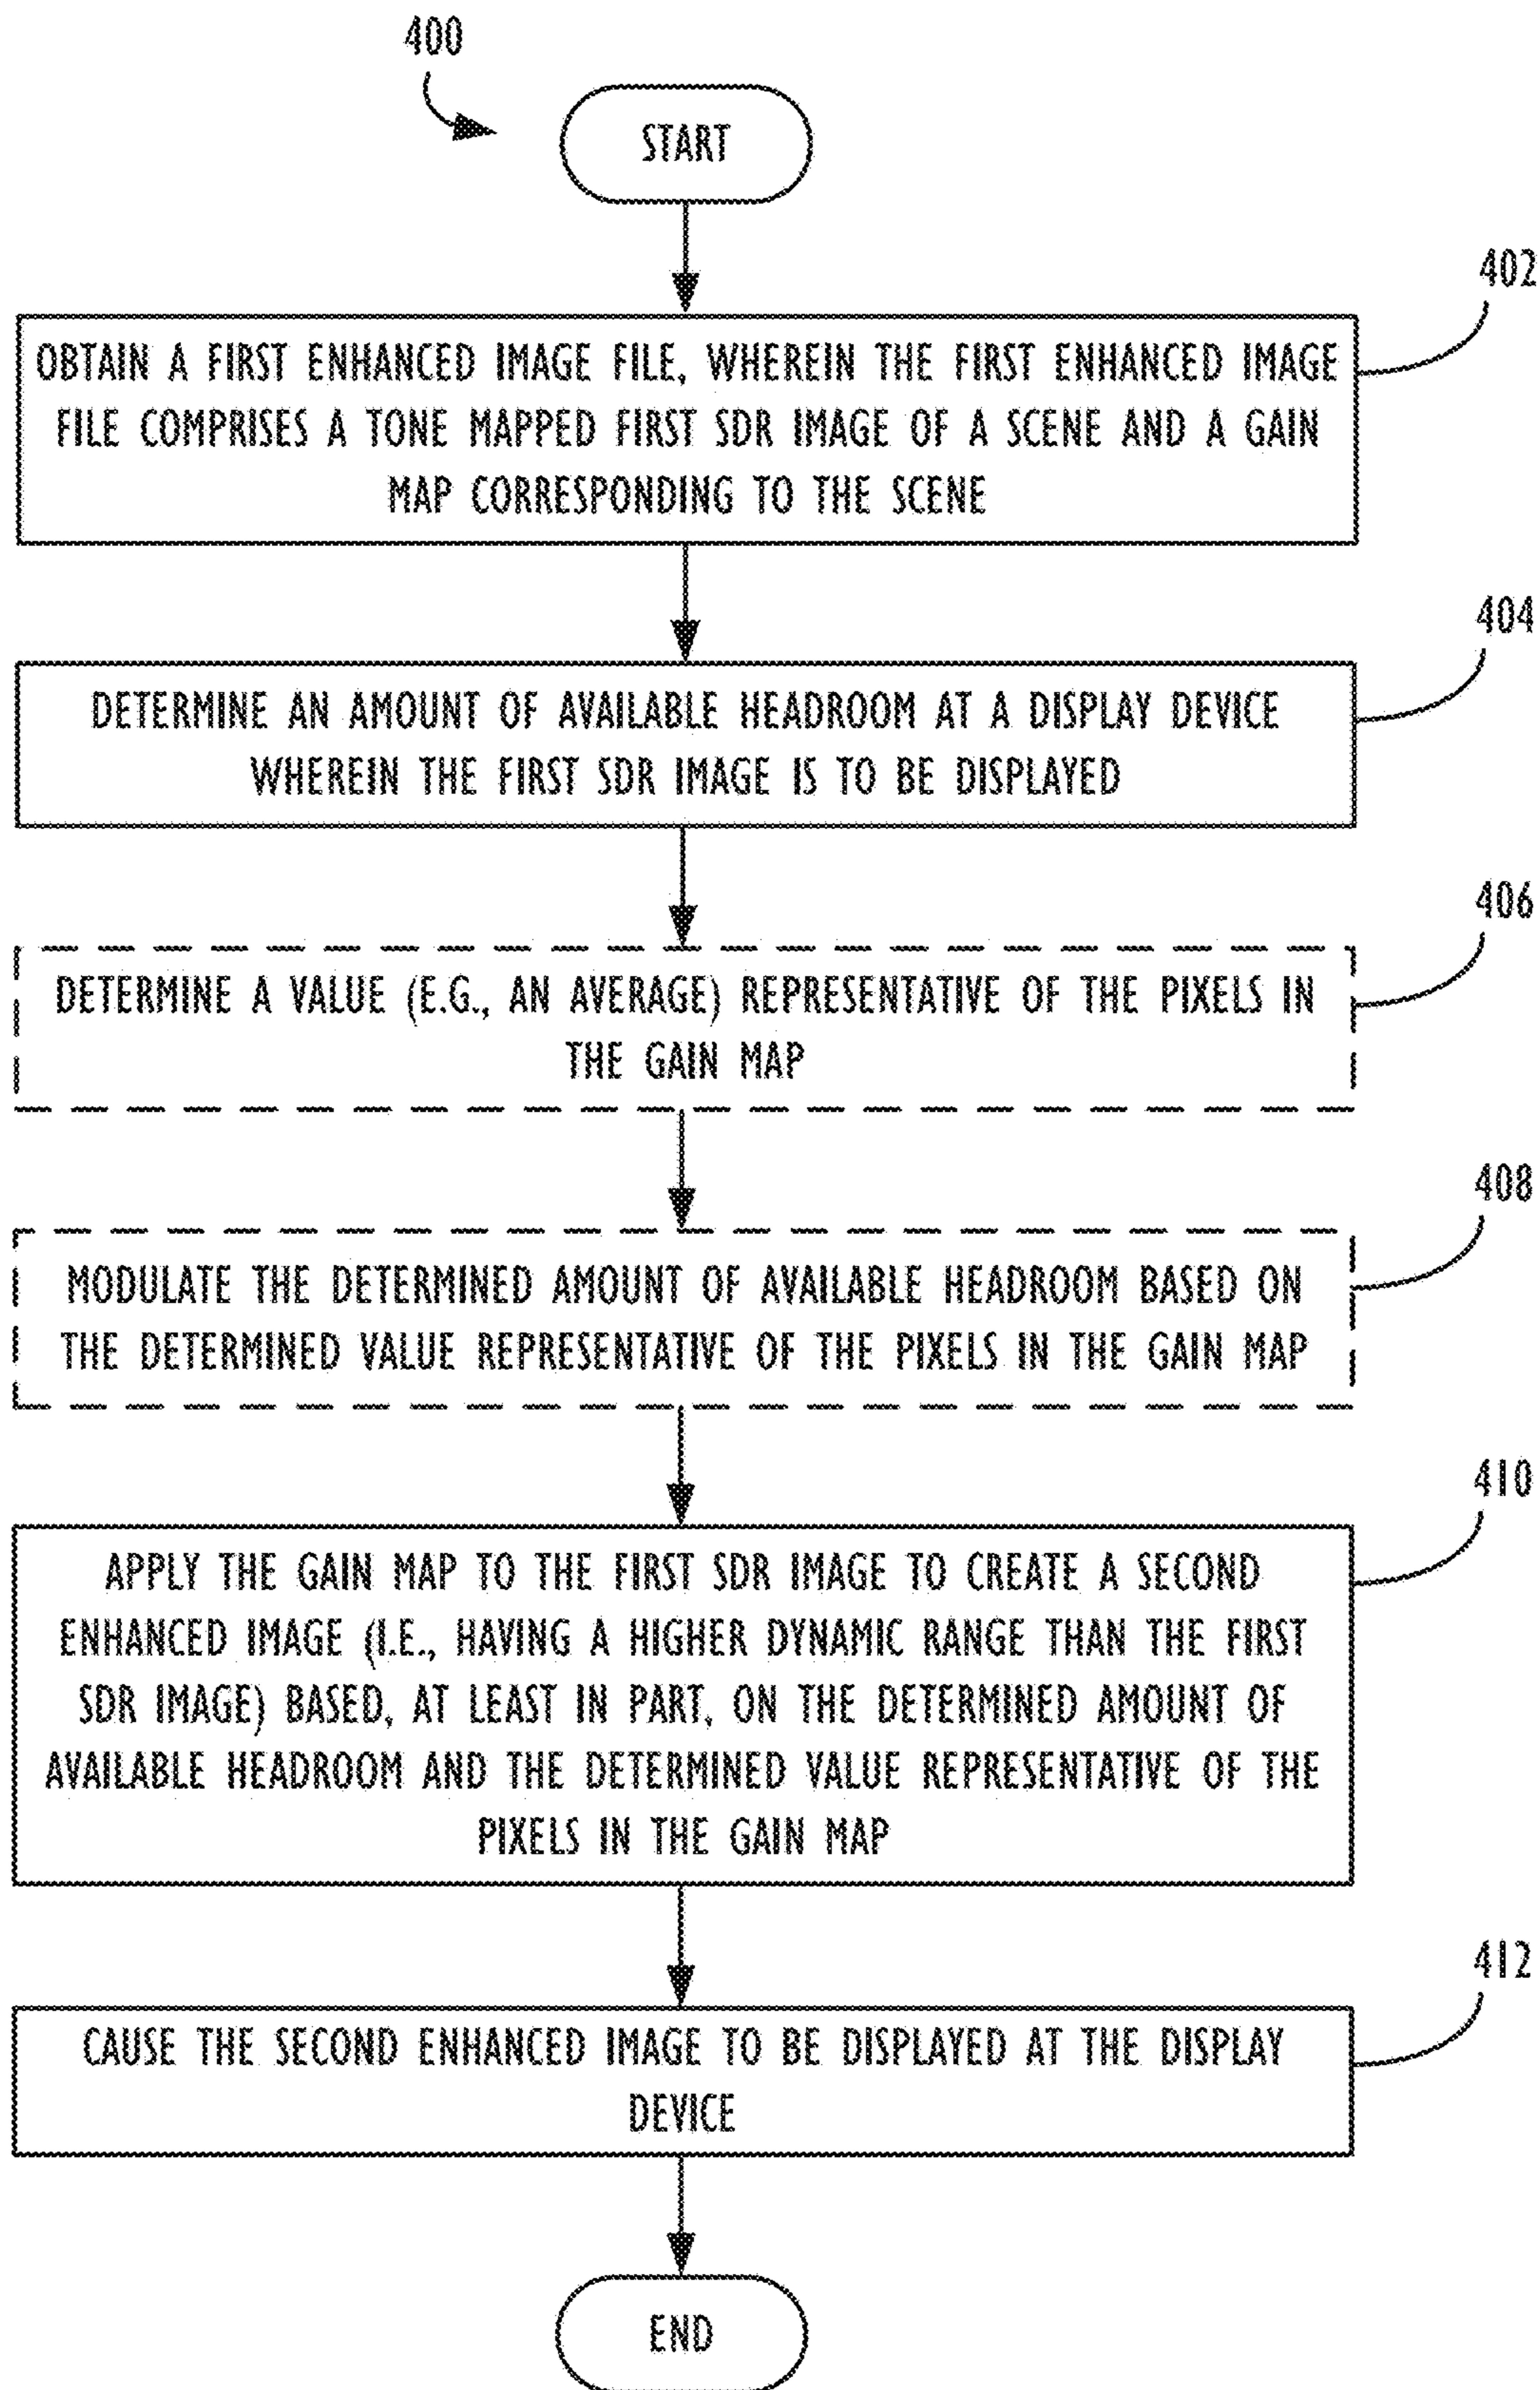 400
START
402
OBTAIN A FIRST ENHANCED IMAGE FILE, WHEREIN THE FIRST ENHANCED IMAGE
FILE COMPRISES A TONE MAPPED FIRST SDR IMAGE OF A SCENE AND A GAIN
MAP CORRESPONDING TO THE SCENE
404
DETERMINE AN AMOUNT OF AVAILABLE HEADROOM AT A DISPLAY DEVICE
WHEREIN THE FIRST SDR IMAGE IS TO BE DISPLAYED
406
DETERMINE A VALUE (E.G., AN AVERAGE) REPRESENTATIVE OF THE PIXELS IN
THE GAIN MAP
408
MODULATE THE DETERMINED AMOUNT OF AVAILABLE HEADROOM BASED ON
THE DETERMINED VALUE REPRESENTATIVE OF THE PIXELS IN THE GAIN MAP
410
APPLY THE GAIN MAP TO THE FIRST SDR IMAGE TO CREATE A SECOND
ENHANCED IMAGE (I.E., HAVING A HIGHER DYNAMIC RANGE THAN THE FIRST
SDR IMAGE) BASED, AT LEAST IN PART, ON THE DETERMINED AMOUNT OF
AVAILABLE HEADROOM AND THE DETERMINED VALUE REPRESENTATIVE OF THE
PIXELS IN THE GAIN MAP
412
CAUSE THE SECOND ENHANCED IMAGE TO BE DISPLAYED AT THE DISPLAY
DEVICE
END